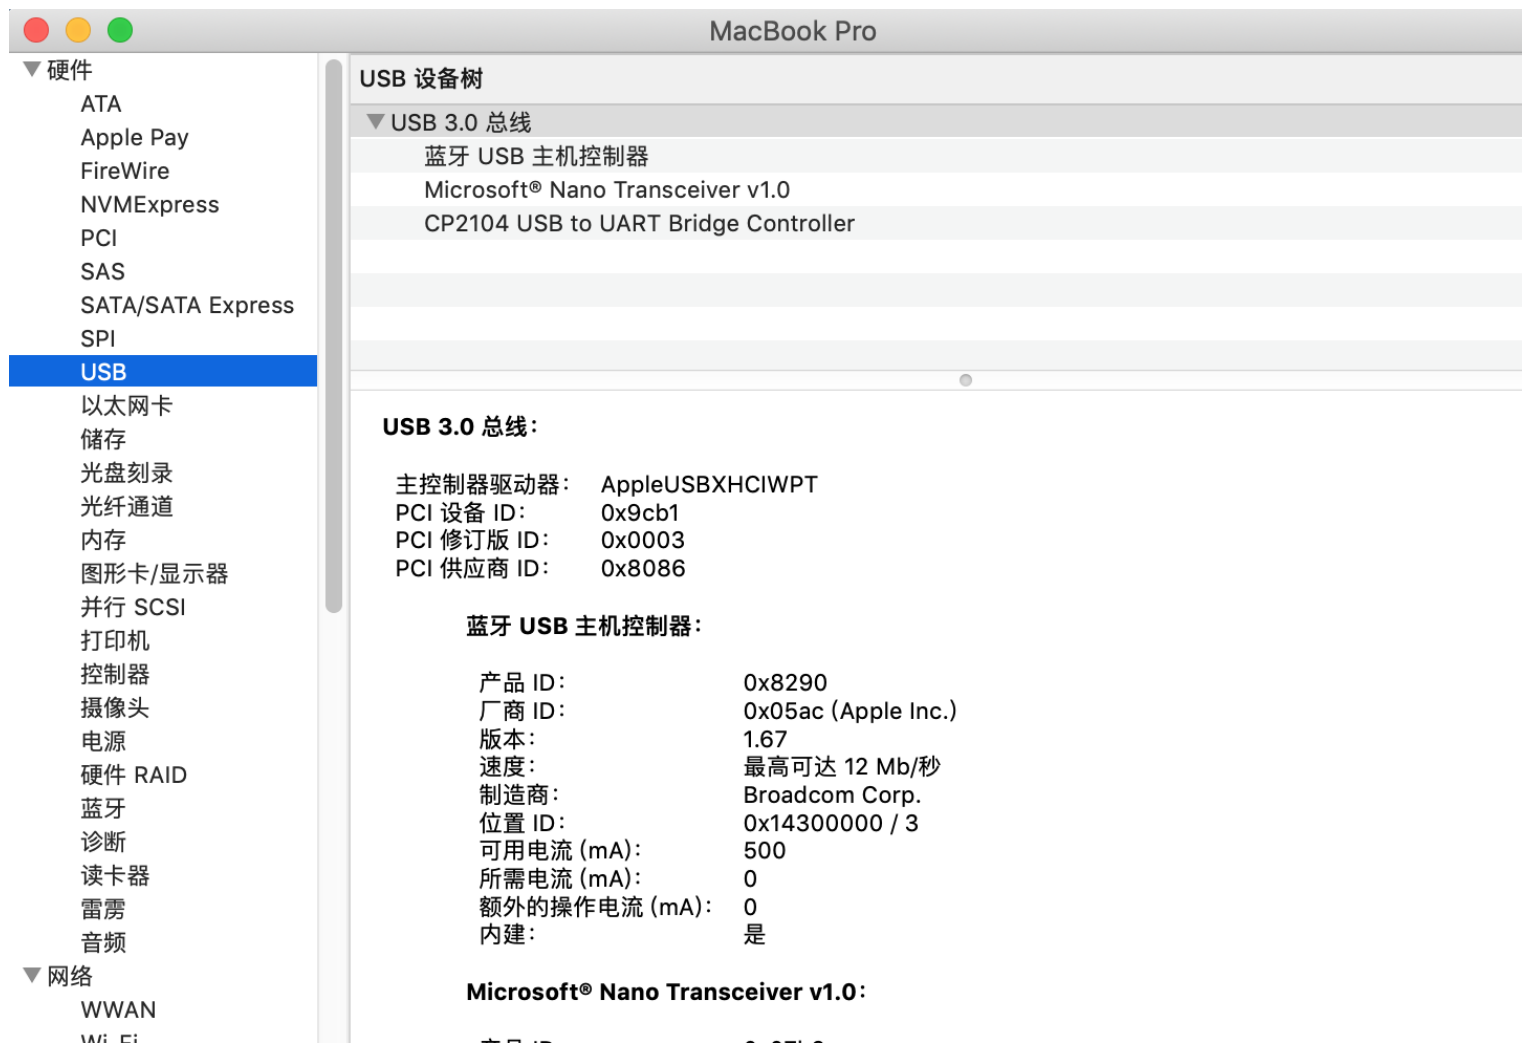 MacBook Pro
硬件
ATA
Apple Pay
FireWire
NVMExpress
PCI
SAS
SATA/SATA Express
SPI
USB
以太网卡
储存
光盘刻录
光纤通道
内存
图形卡/显示器
并行 SCSI
打印机
控制器
摄像头
电源
硬件 RAID
蓝牙
诊断
读卡器
雷雳
音频
网络
WWAN
Wi-Fi
USB 设备树
USB 3.0 总线
蓝牙 USB 主机控制器
Microsoft® Nano Transceiver v1.0
CP2104 USB to UART Bridge Controller
USB 3.0 总线：
主控制器驱动器： AppleUSBXHCIWPT
PCI 设备 ID： 0x9cb1
PCI 修订版 ID： 0x0003
PCI 供应商 ID： 0x8086
蓝牙 USB 主机控制器：
产品 ID： 0x8290
厂商 ID： 0x05ac (Apple Inc.)
版本： 1.67
速度： 最高可达 12 Mb/秒
制造商： Broadcom Corp.
位置 ID： 0x14300000 / 3
可用电流 (mA)： 500
所需电流 (mA)： 0
额外的操作电流 (mA)： 0
内建： 是
Microsoft® Nano Transceiver v1.0：
产品 ID